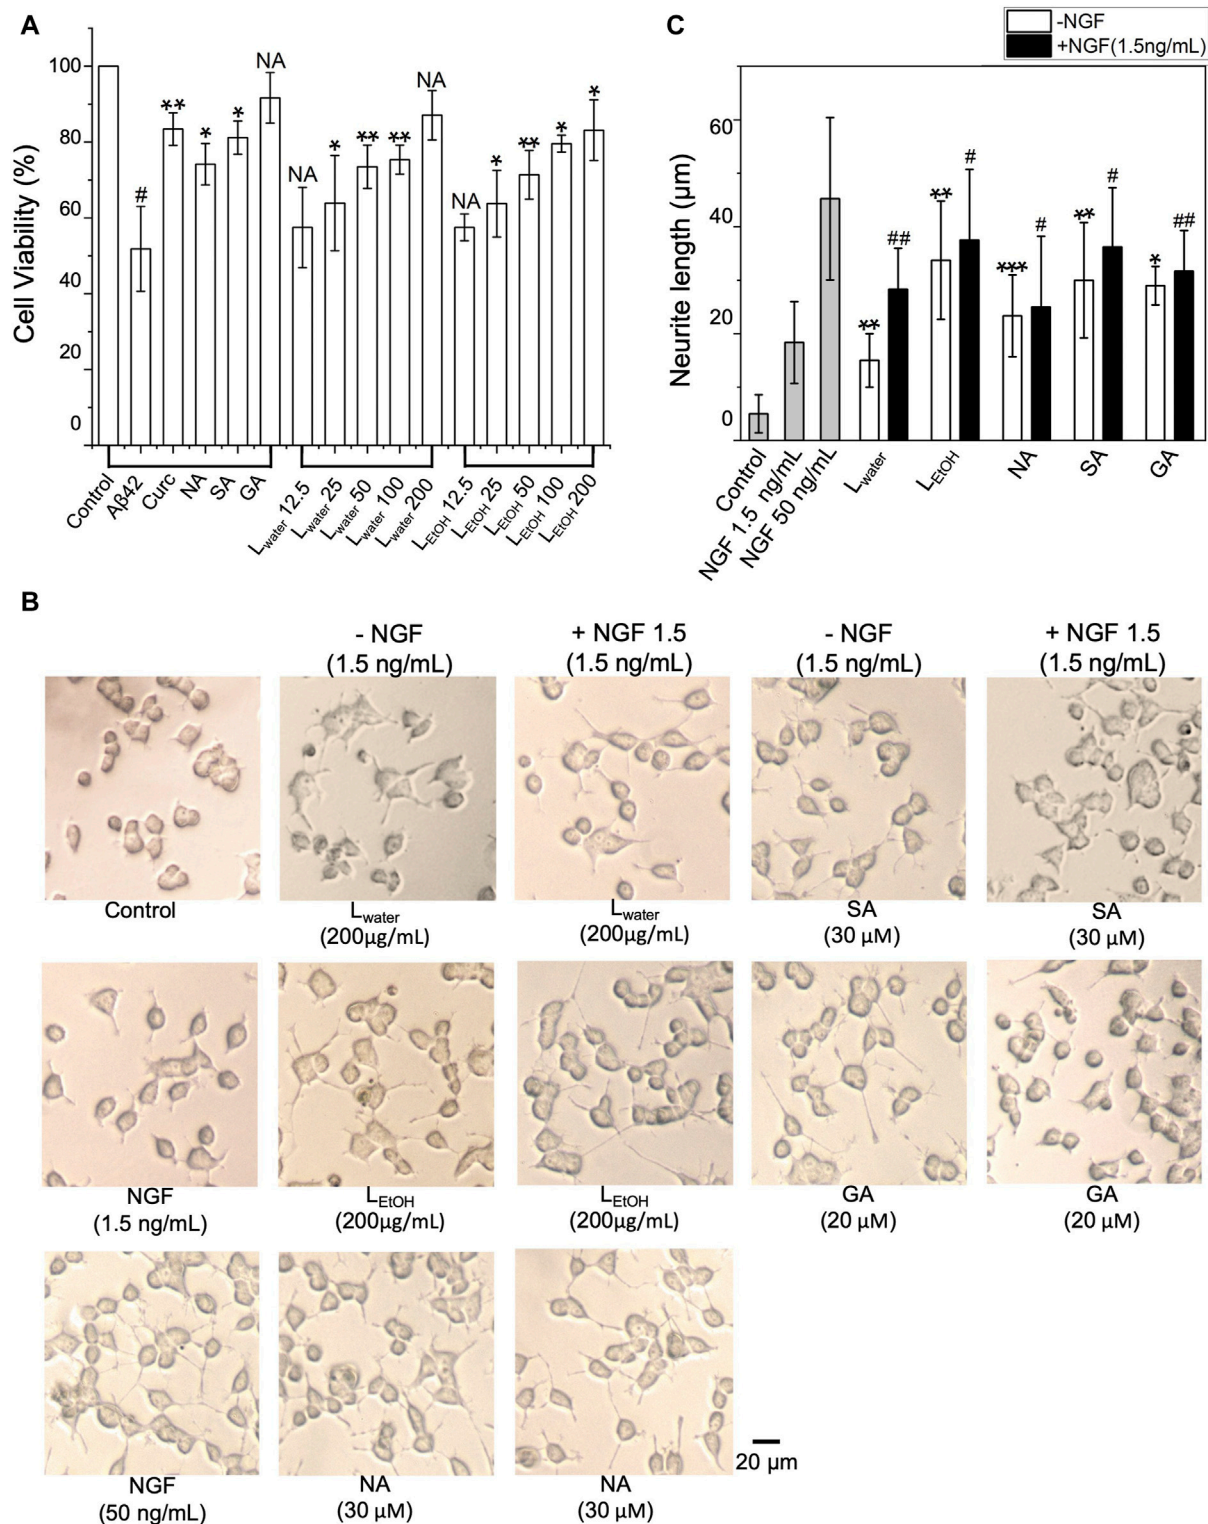 A
Cell Viability (%)
100
80
60
40
20
0
#
**
*
*
NA
NA
*
**
**
NA
NA
*
**
*
*
Control
Aβ42
Curc
NA
SA
GA
Lwater 12.5
Lwater 25
Lwater 50
Lwater 100
Lwater 200
LEtOH 12.5
LEtOH 25
LEtOH 50
LEtOH 100
LEtOH 200
C
-NGF
+NGF(1.5ng/mL)
Neurite length (µm)
60
40
20
0
**
##
**
#
***
#
**
#
*
##
Control
NGF 1.5 ng/mL
NGF 50 ng/mL
Lwater
LEtOH
NA
SA
GA
B
- NGF
(1.5 ng/mL)
+ NGF 1.5
(1.5 ng/mL)
- NGF
(1.5 ng/mL)
+ NGF 1.5
(1.5 ng/mL)
Control
Lwater
(200µg/mL)
Lwater
(200µg/mL)
SA
(30 µM)
SA
(30 µM)
NGF
(1.5 ng/mL)
LEtOH
(200µg/mL)
LEtOH
(200µg/mL)
GA
(20 µM)
GA
(20 µM)
NGF
(50 ng/mL)
NA
(30 µM)
NA
(30 µM)
20 µm